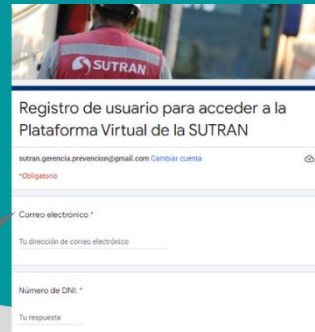 SUTRAN
Registro de usuario para acceder a la
Plataforma Virtual de la SUTRAN
sutran.gerencia.prevencion@gmail.com Cambiar cuenta
*Obligatorio
Correo electrónico *
Tu dirección de correo electrónico
Número de DNI: *
Tu respuesta